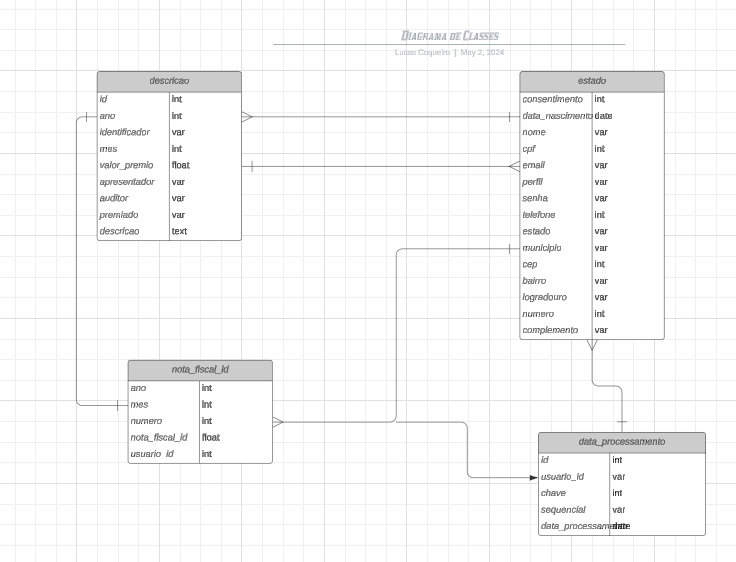 DIAGRAMA DE CLASSES
Lucas Coqueiro | May 2, 2024
descricao
id int
ano int
identificador var
mes int
valor_premio float
apresentador var
auditor var
premiado var
descricao text
estado
consentimento int
data_nascimento date
nome var
cpf int
email var
perfil var
senha var
telefone int
estado var
municipio var
cep int
bairro var
logradouro var
numero int
complemento var
nota_fiscal_id
ano int
mes int
numero int
nota_fiscal_id float
usuario_id int
data_processamento
id int
usuario_id var
chave int
sequencial var
data_processamento date